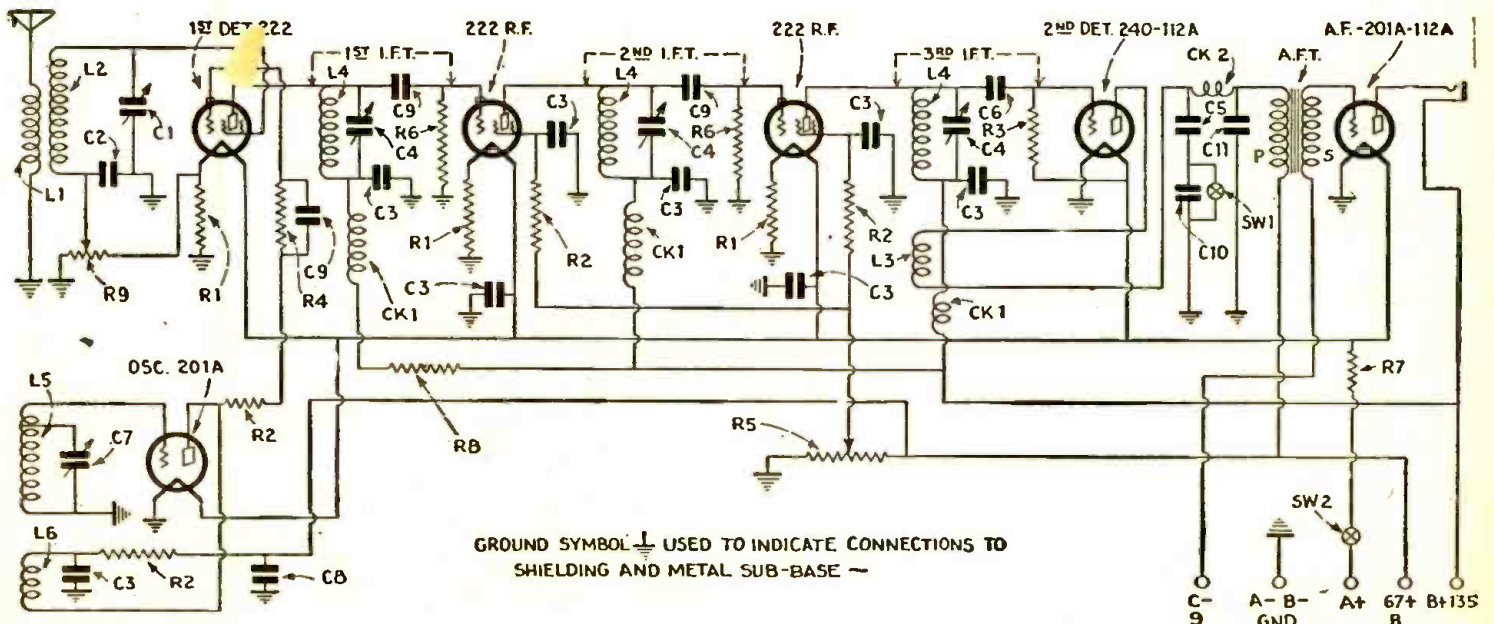 1ST DET. 222
222 R.F.
222 R.F.
2ND DET. 240-112A
A.F.-201A-112A
1ST I.F.T.
2ND I.F.T.
3RD I.F.T.
CK 2
A.F.T.
L2
L4
L4
L4
C1
C9
C3
C9
C3
C6
C5
C2
R6
C4
R6
C4
R3
C4
C11
P
S
L1
C3
C3
C3
SW1
R1
R2
R1
R2
C10
R9
R1
R4
C9
CK1
C3
CK1
C3
L3
CK1
OSC. 201A
L5
R7
C7
R2
R8
R5
SW2
L6
GROUND SYMBOL USED TO INDICATE CONNECTIONS TO
SHIELDING AND METAL SUB-BASE ~
C3
R2
C8
C- A- B- A+ 67+ B+135
9 GND B